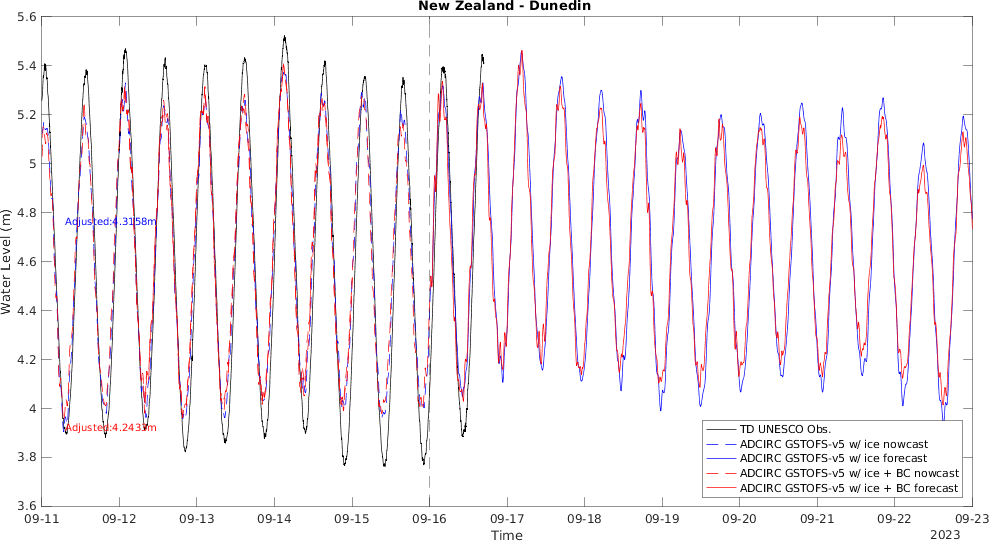 New Zealand - Dunedin
5.6
5.4
5.2
5
4.8
4.6
4.4
4.2
4
3.8
3.6
Water Level (m)
Adjusted:4.3158m
Adjusted:4.2433m
TD UNESCO Obs.
ADCIRC GSTOFS-v5 w/ ice nowcast
ADCIRC GSTOFS-v5 w/ ice forecast
ADCIRC GSTOFS-v5 w/ ice + BC nowcast
ADCIRC GSTOFS-v5 w/ ice + BC forecast
09-11 09-12 09-13 09-14 09-15 09-16 09-17 09-18 09-19 09-20 09-21 09-22 09-23
Time
2023